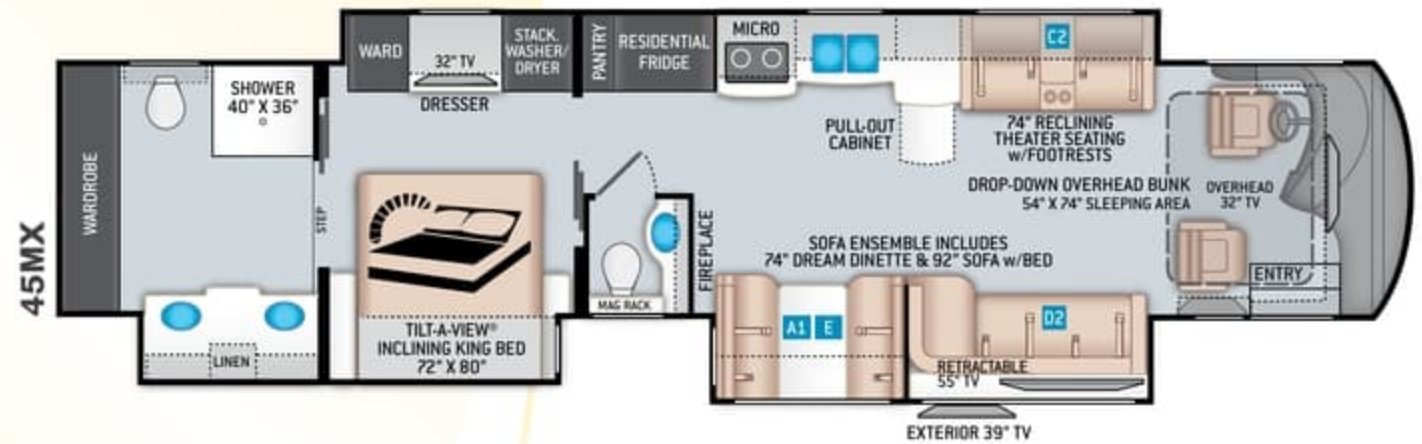 45MX
WARDROBE
SHOWER
40" X 36"
STEP
LINEN
WARD
32" TV
DRESSER
STACK.
WASHER/
DRYER
TILT-A-VIEW®
INCLINING KING BED
72" X 80"
PANTRY
RESIDENTIAL
FRIDGE
MAG RACK
FIREPLACE
MICRO
PULL-OUT
CABINET
C2
74" RECLINING
THEATER SEATING
w/FOOTRESTS
DROP-DOWN OVERHEAD BUNK
54" X 74" SLEEPING AREA
OVERHEAD
32" TV
SOFA ENSEMBLE INCLUDES
74" DREAM DINETTE & 92" SOFA w/BED
A1 E
D2
RETRACTABLE
55" TV
ENTRY
EXTERIOR 39" TV